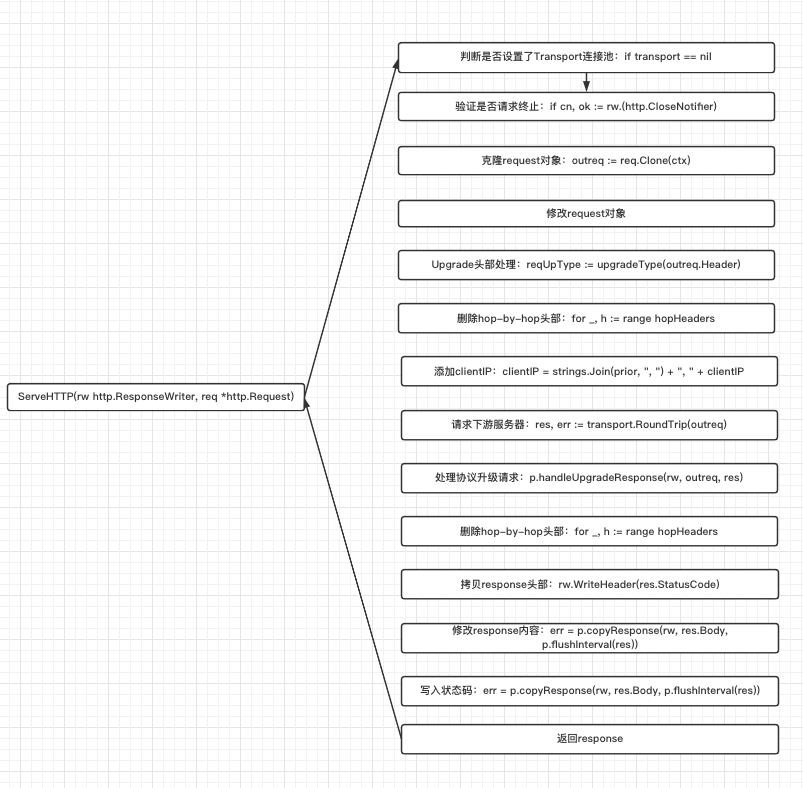 判断是否设置了Transport连接池：if transport == nil
验证是否请求终止：if cn, ok := rw.(http.CloseNotifier)
克隆request对象：outreq := req.Clone(ctx)
修改request对象
Upgrade头部处理：reqUpType := upgradeType(outreq.Header)
删除hop-by-hop头部：for _, h := range hopHeaders
添加clientIP：clientIP = strings.Join(prior, ", ") + ", " + clientIP
ServeHTTP(rw http.ResponseWriter, req *http.Request)
请求下游服务器：res, err := transport.RoundTrip(outreq)
处理协议升级请求：p.handleUpgradeResponse(rw, outreq, res)
删除hop-by-hop头部：for _, h := range hopHeaders
拷贝response头部：rw.WriteHeader(res.StatusCode)
修改response内容：err = p.copyResponse(rw, res.Body,
p.flushInterval(res))
写入状态码：err = p.copyResponse(rw, res.Body, p.flushInterval(res))
返回response